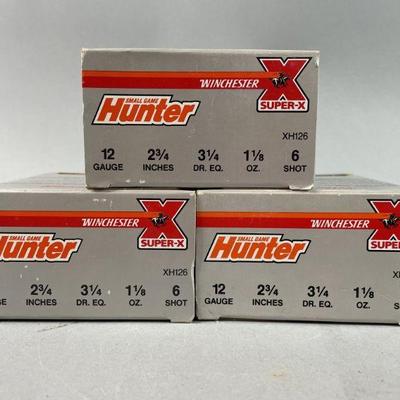 WINCHESTER X
SUPER-X
SMALL GAME
Hunter
XH126
12 2¾ 3¼ 1⅛ 6
GAUGE INCHES DR. EQ. OZ. SHOT
WINCHESTER X
SUPER-X
SMALL GAME
Hunter
XH126
2¾ 3¼ 1⅛ 6
INCHES DR. EQ. OZ. SHOT
WINCHESTER X
SUPER
SMALL GAME
Hunter
12 2¾ 3¼ 1⅛
GAUGE INCHES DR. EQ. OZ.